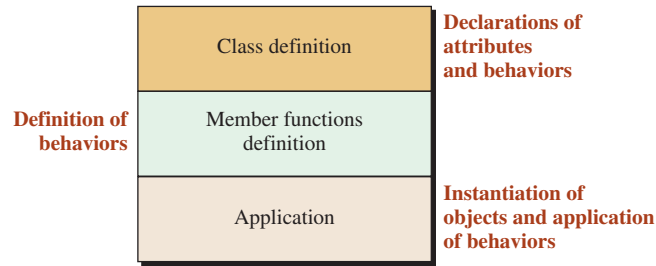 Class definition
Declarations of
attributes
and behaviors
Definition of
behaviors
Member functions
definition
Application
Instantiation of
objects and application
of behaviors